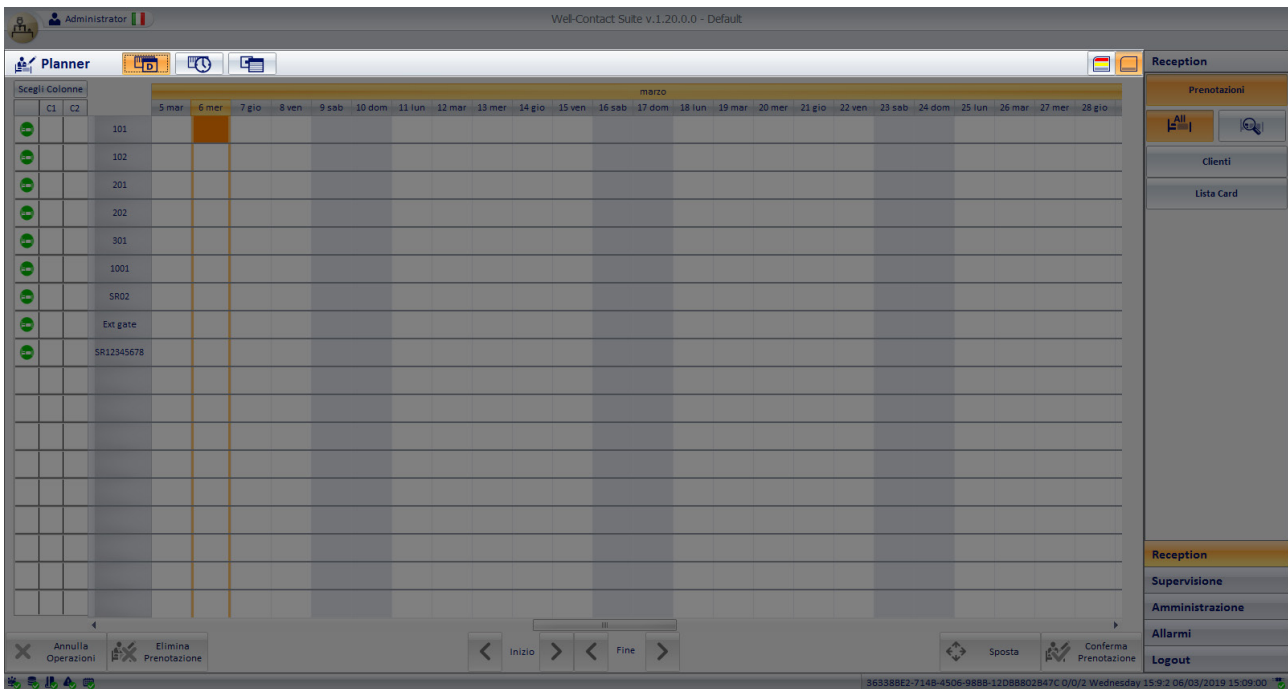 Administrator
Well-Contact Suite v.1.20.0.0 - Default
Planner
D
Reception
Scegli Colonne
marzo
C1 C2 5 mar 6 mer 7 gio 8 ven 9 sab 10 dom 11 lun 12 mar 13 mer 14 gio 15 ven 16 sab 17 dom 18 lun 19 mar 20 mer 21 gio 22 ven 23 sab 24 dom 25 lun 26 mar 27 mer 28 gio
101
102
201
202
301
1001
SR02
Ext gate
SR12345678
Prenotazioni
All
Clienti
Lista Card
Reception
Supervisione
Amministrazione
Allarmi
Logout
Annulla Operazioni
Elimina Prenotazione
Inizio
Fine
Sposta
Conferma Prenotazione
363388E2-714B-4506-988B-12DBB802B47C 0/0/2 Wednesday 15:9:2 06/03/2019 15:09:00